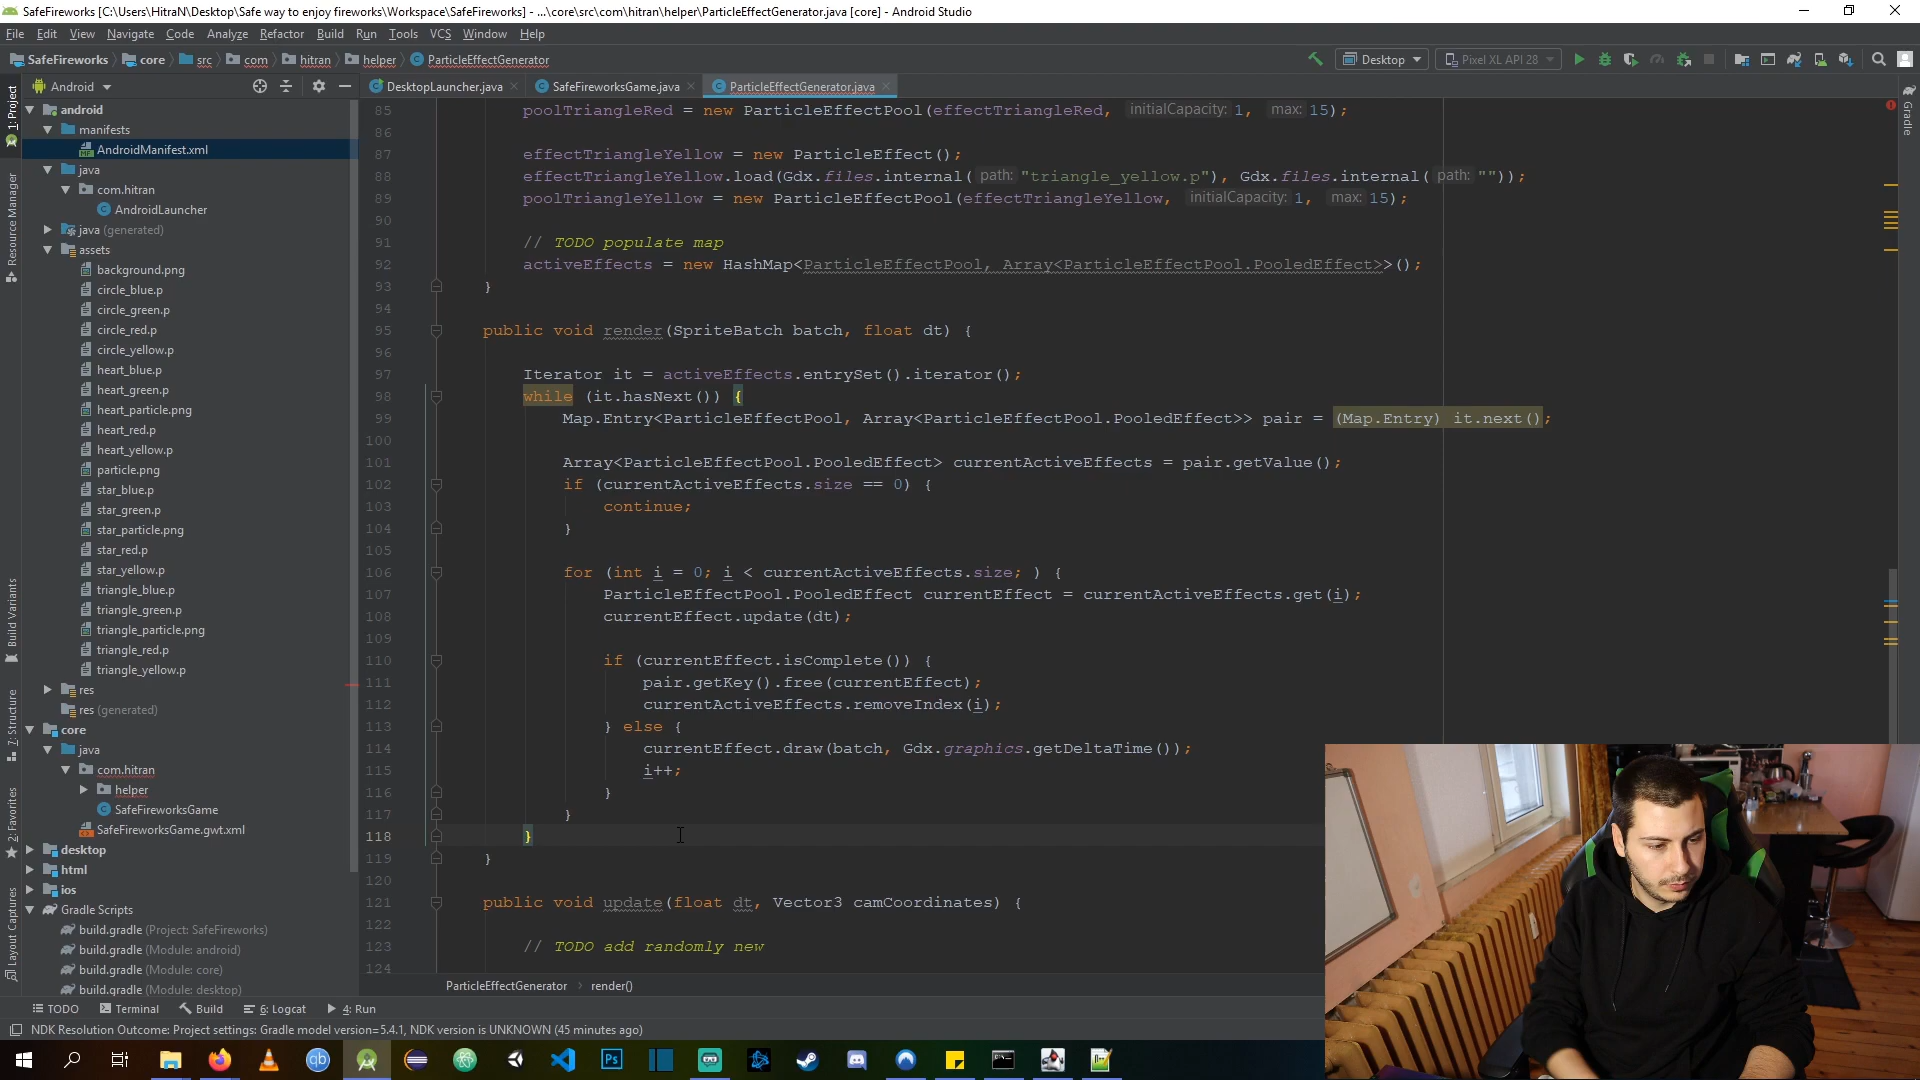 SafeFireworks [C:\Users\HitraN\Desktop\Safe way to enjoy fireworks\Workspace\SafeFireworks] - ...\core\src\com\hitran\helper\ParticleEffectGenerator.java [core] - Android Studio
File Edit View Navigate Code Analyze Refactor Build Run Tools VCS Window Help
SafeFireworks core src com hitran helper ParticleEffectGenerator Desktop Pixel XL API 28
Android DesktopLauncher.java SafeFireworksGame.java ParticleEffectGenerator.java
1: Project
Resource Manager
Build Variants
7: Structure
2: Favorites
Layout Captures
Gradle
android
manifests
AndroidManifest.xml
java
com.hitran
AndroidLauncher
java (generated)
assets
background.png
circle_blue.p
circle_green.p
circle_red.p
circle_yellow.p
heart_blue.p
heart_green.p
heart_particle.png
heart_red.p
heart_yellow.p
particle.png
star_blue.p
star_green.p
star_particle.png
star_red.p
star_yellow.p
triangle_blue.p
triangle_green.p
triangle_particle.png
triangle_red.p
triangle_yellow.p
res
res (generated)
core
java
com.hitran
helper
SafeFireworksGame
SafeFireworksGame.gwt.xml
desktop
html
ios
Gradle Scripts
build.gradle (Project: SafeFireworks)
build.gradle (Module: android)
build.gradle (Module: core)
build.gradle (Module: desktop)
85 poolTriangleRed = new ParticleEffectPool(effectTriangleRed, initialCapacity: 1, max: 15);
86
87 effectTriangleYellow = new ParticleEffect();
88 effectTriangleYellow.load(Gdx.files.internal( path: "triangle_yellow.p"), Gdx.files.internal( path: ""));
89 poolTriangleYellow = new ParticleEffectPool(effectTriangleYellow, initialCapacity: 1, max: 15);
90
91 // TODO populate map
92 activeEffects = new HashMap<ParticleEffectPool, Array<ParticleEffectPool.PooledEffect>>();
93 }
94
95 public void render(SpriteBatch batch, float dt) {
96
97 Iterator it = activeEffects.entrySet().iterator();
98 while (it.hasNext()) {
99 Map.Entry<ParticleEffectPool, Array<ParticleEffectPool.PooledEffect>> pair = (Map.Entry) it.next();
100
101 Array<ParticleEffectPool.PooledEffect> currentActiveEffects = pair.getValue();
102 if (currentActiveEffects.size == 0) {
103 continue;
104 }
105
106 for (int i = 0; i < currentActiveEffects.size; ) {
107 ParticleEffectPool.PooledEffect currentEffect = currentActiveEffects.get(i);
108 currentEffect.update(dt);
109
110 if (currentEffect.isComplete()) {
111 pair.getKey().free(currentEffect);
112 currentActiveEffects.removeIndex(i);
113 } else {
114 currentEffect.draw(batch, Gdx.graphics.getDeltaTime());
115 i++;
116 }
117 }
118 }
119 }
120
121 public void update(float dt, Vector3 camCoordinates) {
122
123 // TODO add randomly new
124
ParticleEffectGenerator › render()
TODO Terminal Build 6: Logcat 4: Run
NDK Resolution Outcome: Project settings: Gradle model version=5.4.1, NDK version is UNKNOWN (45 minutes ago)
qb Ps